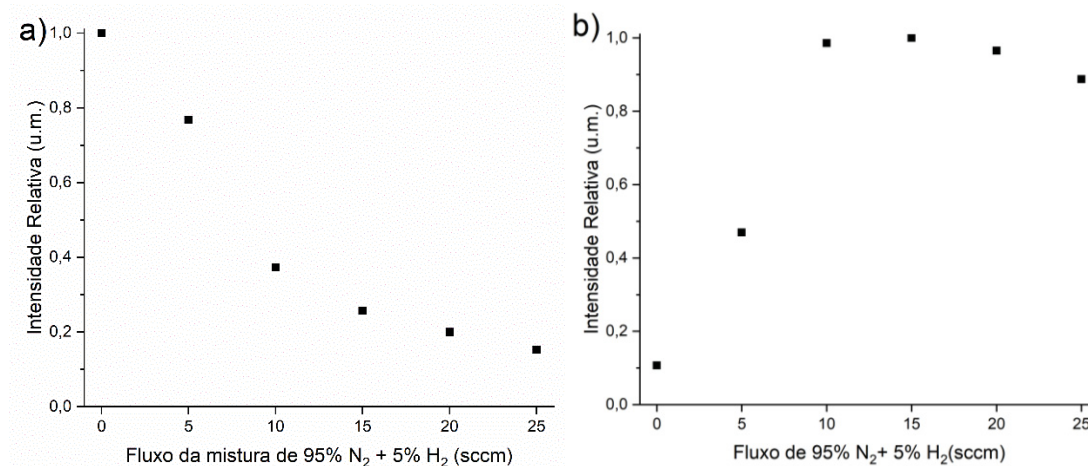 a)
Intensidade Relativa (u.m.)
1,0
0,8
0,6
0,4
0,2
0,0
0 5 10 15 20 25
Fluxo da mistura de 95% N₂ + 5% H₂ (sccm)
b)
Intensidade Relativa (u.m.)
1,0
0,8
0,6
0,4
0,2
0,0
0 5 10 15 20 25
Fluxo de 95% N₂+ 5% H₂(sccm)